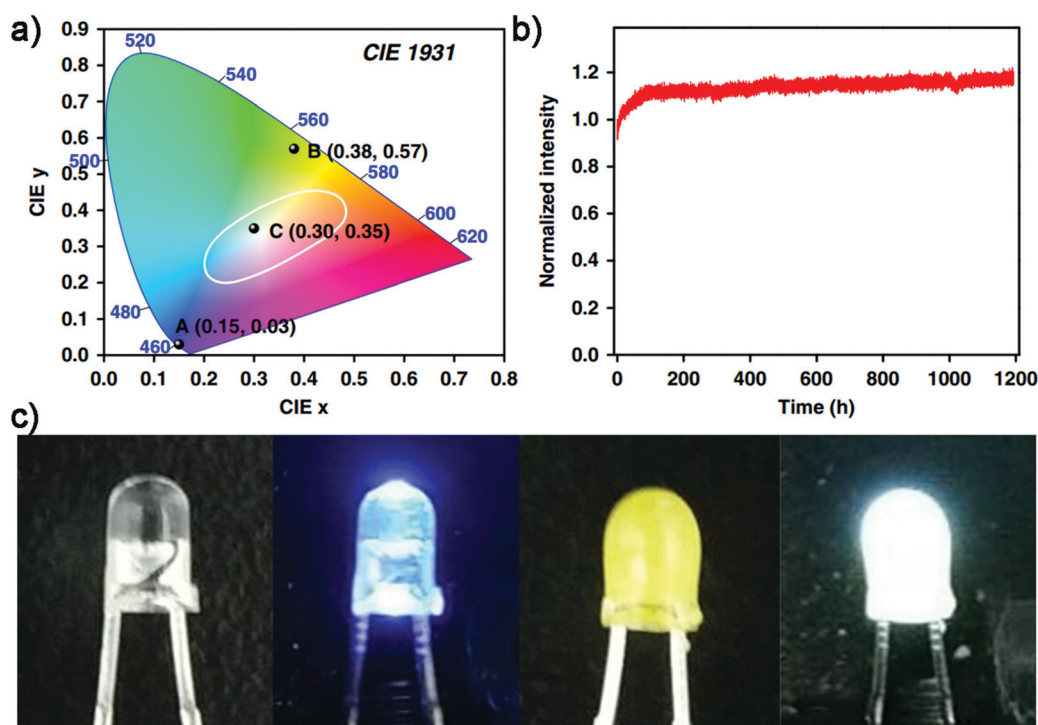 a)
CIE 1931
CIE y
0.9
0.8
0.7
0.6
0.5
0.4
0.3
0.2
0.1
0.0
520
540
560
500
580
600
620
480
460
B (0.38, 0.57)
C (0.30, 0.35)
A (0.15, 0.03)
0.0 0.1 0.2 0.3 0.4 0.5 0.6 0.7 0.8
CIE x
b)
Normalized intensity
1.2
1.0
0.8
0.6
0.4
0.2
0.0
0 200 400 600 800 1000 1200
Time (h)
c)